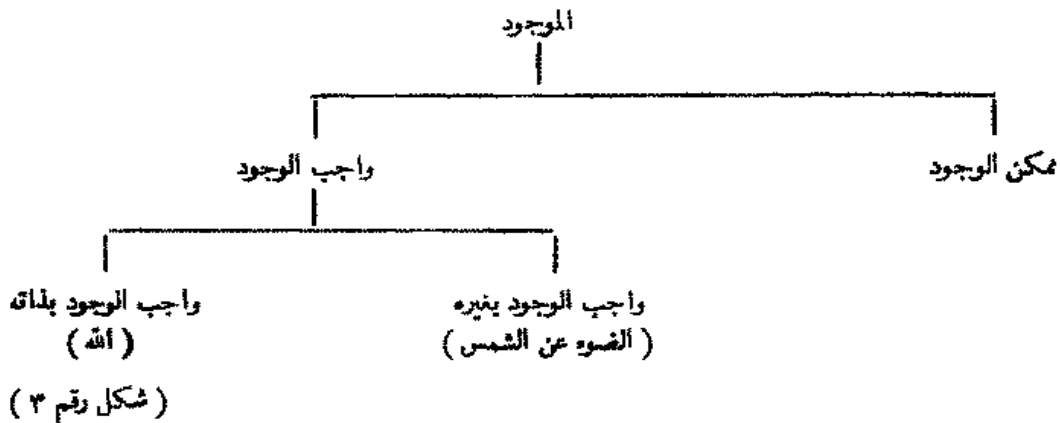 الموجود
ممكن الوجود
واجب الوجود
واجب الوجود بغيره
( الضوء عن الشمس )
واجب الوجود بذاته
( الله )
( شكل رقم ٣ )